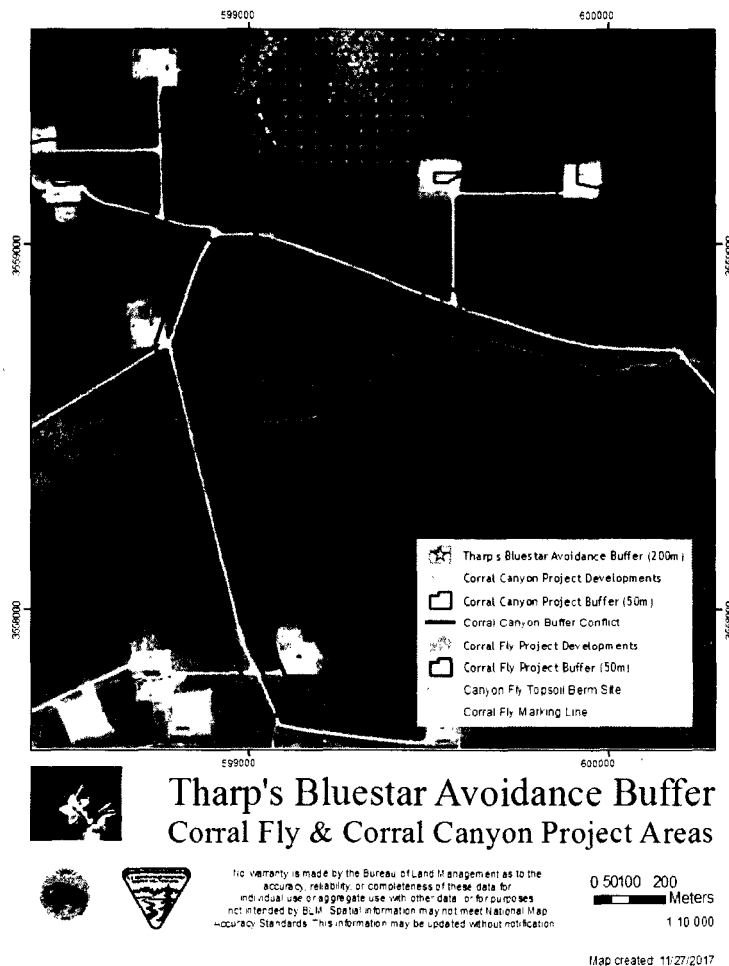 599000 600000
3559000 3559000
3558000 3558000
Tharp's Bluestar Avoidance Buffer (200m)
Corral Canyon Project Developments
Corral Canyon Project Buffer (50m)
Corral Canyon Buffer Conflict
Corral Fly Project Developments
Corral Fly Project Buffer (50m)
Canyon Fly Topsoil Berm Site
Corral Fly Marking Line
599000 600000
Tharp's Bluestar Avoidance Buffer
Corral Fly & Corral Canyon Project Areas
No warranty is made by the Bureau of Land Management as to the
accuracy, reliability, or completeness of these data for
individual use or aggregate use with other data, or for purposes
not intended by BLM. Spatial information may not meet National Map
Accuracy Standards. This information may be updated without notification
0 50100 200
Meters
1:10,000
Map created: 11/27/2017